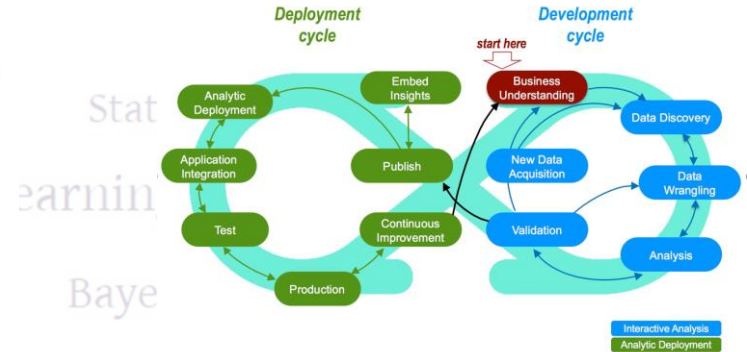 Deployment
cycle
Development
cycle
start here
Business
Understanding
Embed
Insights
Analytic
Deployment
Data Discovery
Application
Integration
Publish
New Data
Acquisition
Data
Wrangling
Test
Continuous
Improvement
Validation
Analysis
Production
Interactive Analysis
Analytic Deployment
Stat
earnin
Baye